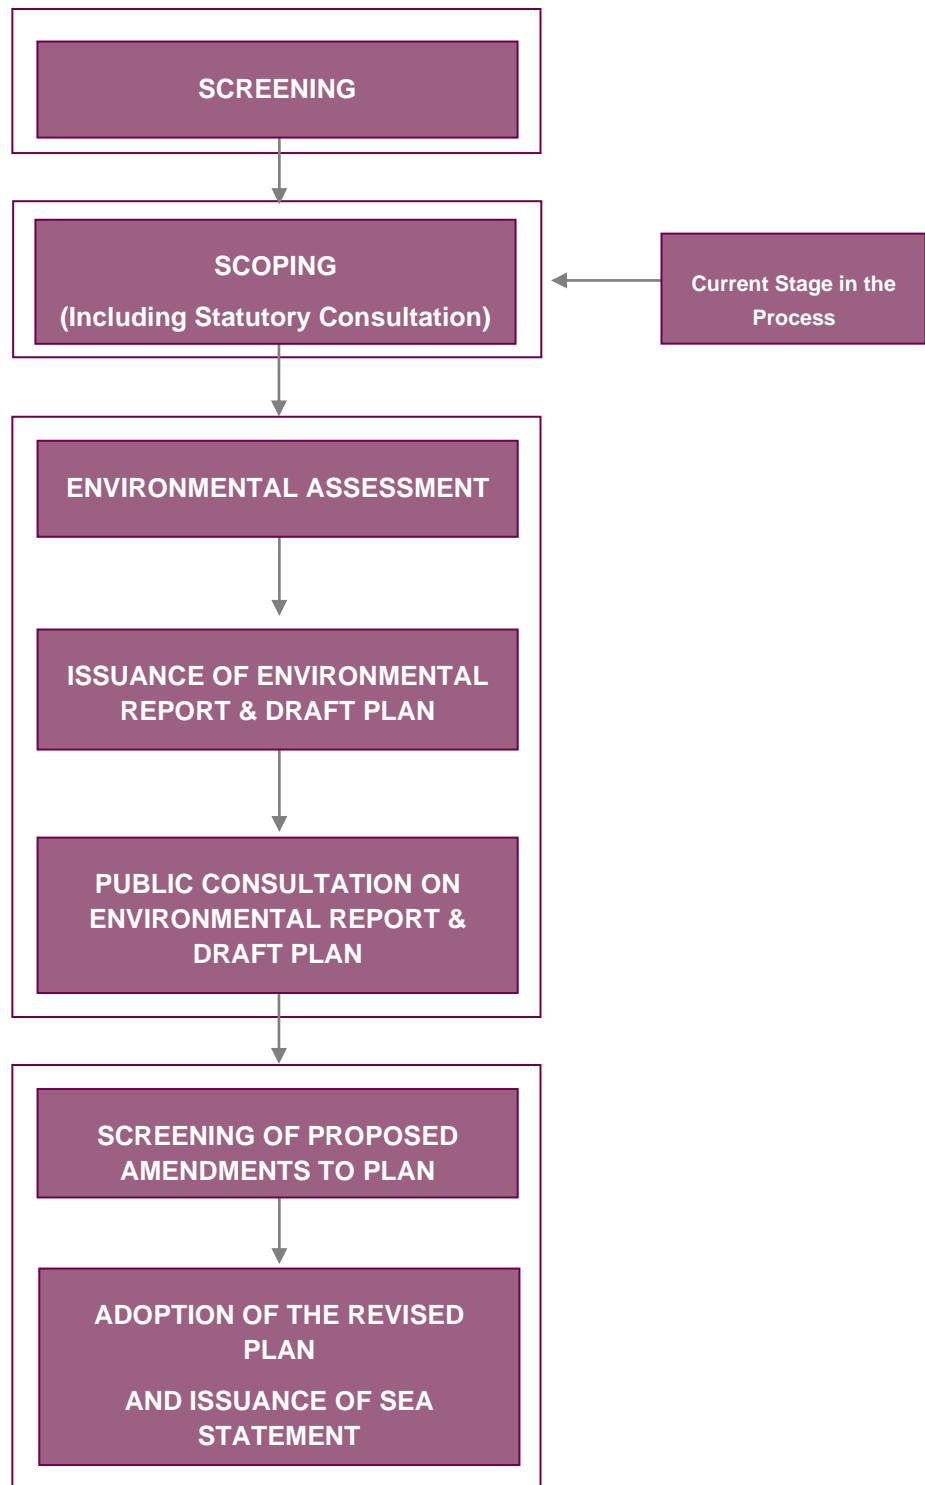 SCREENING
SCOPING
(Including Statutory Consultation)
Current Stage in the
Process
ENVIRONMENTAL ASSESSMENT
ISSUANCE OF ENVIRONMENTAL
REPORT & DRAFT PLAN
PUBLIC CONSULTATION ON
ENVIRONMENTAL REPORT &
DRAFT PLAN
SCREENING OF PROPOSED
AMENDMENTS TO PLAN
ADOPTION OF THE REVISED
PLAN
AND ISSUANCE OF SEA
STATEMENT